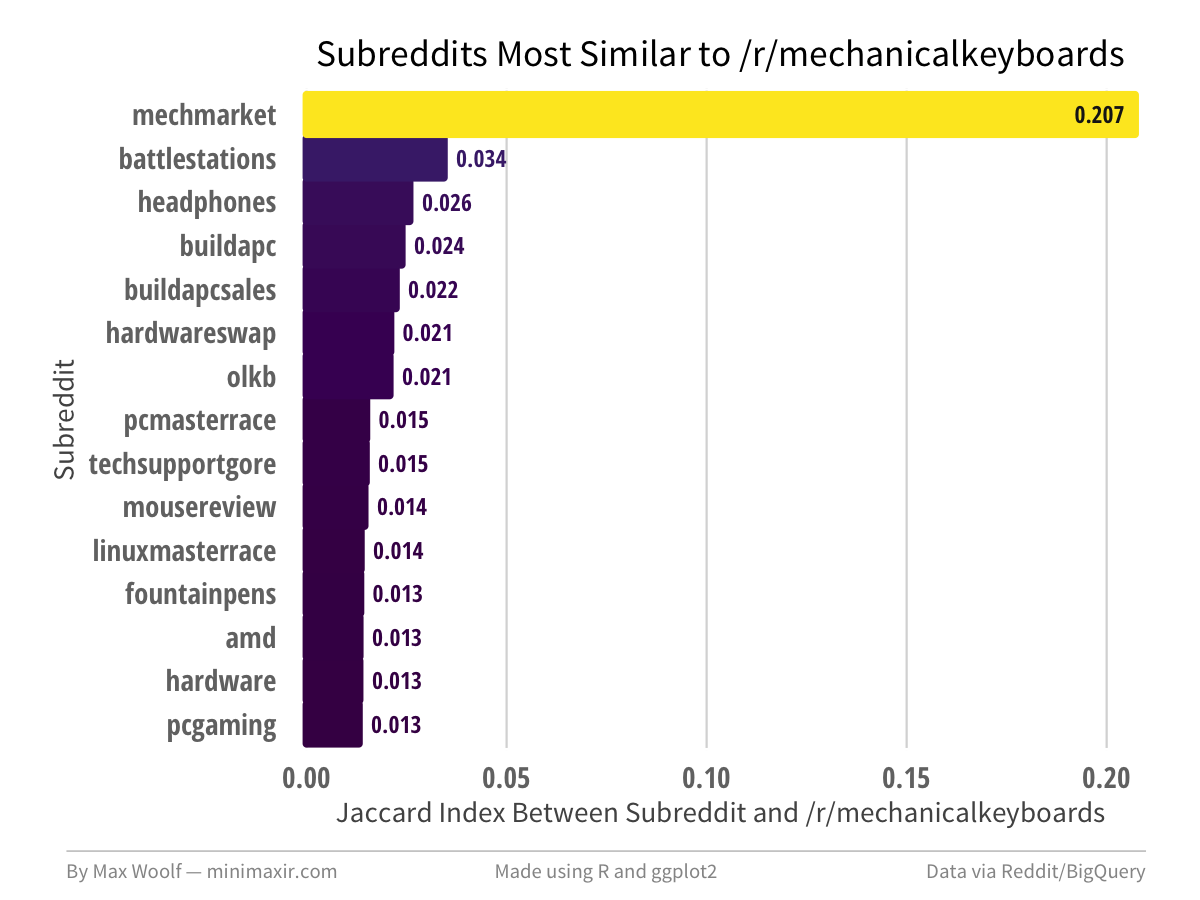 Subreddits Most Similar to /r/mechanicalkeyboards
mechmarket 0.207
battlestations 0.034
headphones 0.026
buildapc 0.024
buildapcsales 0.022
hardwareswap 0.021
olkb 0.021
pcmasterrace 0.015
techsupportgore 0.015
mousereview 0.014
linuxmasterrace 0.014
fountainpens 0.013
amd 0.013
hardware 0.013
pcgaming 0.013
Subreddit
0.00 0.05 0.10 0.15 0.20
Jaccard Index Between Subreddit and /r/mechanicalkeyboards
By Max Woolf — minimaxir.com Made using R and ggplot2 Data via Reddit/BigQuery